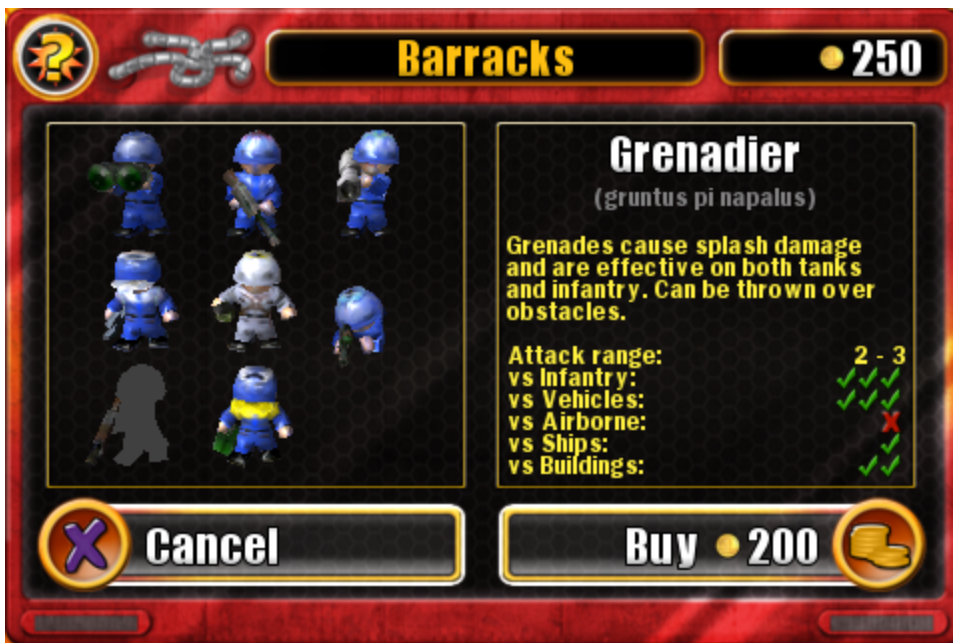 ?
Barracks
250
Grenadier
(gruntus pi napalus)
Grenades cause splash damage
and are effective on both tanks
and infantry. Can be thrown over
obstacles.
Attack range: 2 - 3
vs Infantry:
vs Vehicles:
vs Airborne:
vs Ships:
vs Buildings:
Cancel
Buy 200